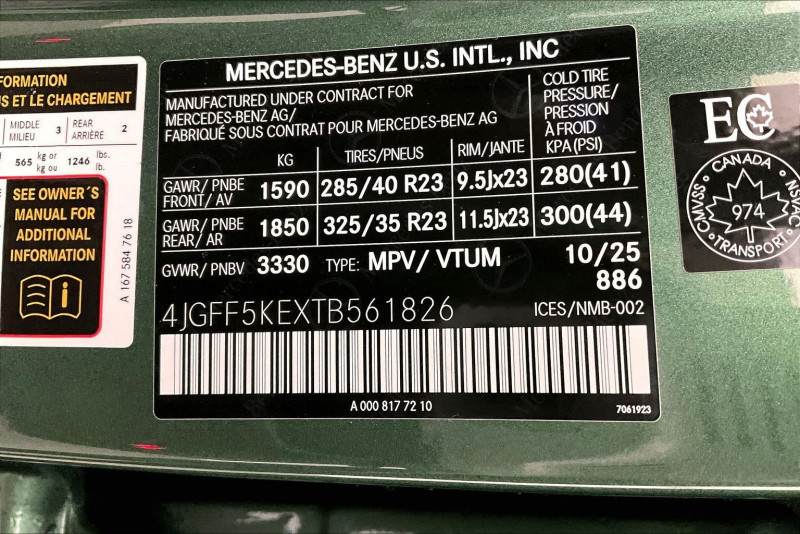 FORMATION
US ET LE CHARGEMENT
MIDDLE
MILIEU 3
REAR
ARRIÈRE 2
565 kg or kg ou 1246 lbs. lb.
SEE OWNER´S
MANUAL FOR
ADDITIONAL
INFORMATION
A 167 584 76 18
MERCEDES-BENZ U.S. INTL., INC
MANUFACTURED UNDER CONTRACT FOR
MERCEDES-BENZ AG/
FABRIQUÉ SOUS CONTRAT POUR MERCEDES-BENZ AG
COLD TIRE
PRESSURE/
PRESSION
À FROID
KPA (PSI)
KG TIRES/PNEUS RIM/JANTE
GAWR/ PNBE
FRONT/ AV 1590 285/40 R23 9.5Jx23 280(41)
GAWR/ PNBE
REAR/ AR 1850 325/35 R23 11.5Jx23 300(44)
GVWR/ PNBV 3330 TYPE: MPV/ VTUM 10/25
886
4JGFF5KEXTB561826 ICES/NMB-002
A 000 817 72 10
7061923
EC
CANADA
CMVSS NSVAC
974
TRANSPORT